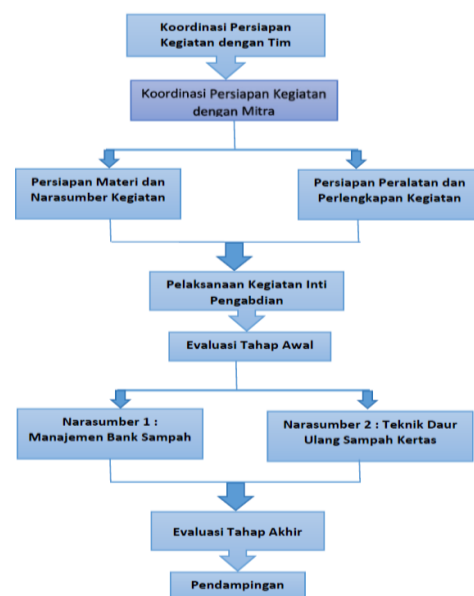 Koordinasi Persiapan
Kegiatan dengan Tim
Koordinasi Persiapan Kegiatan
dengan Mitra
Persiapan Materi dan
Narasumber Kegiatan
Persiapan Peralatan dan
Perlengkapan Kegiatan
Pelaksanaan Kegiatan Inti
Pengabdian
Evaluasi Tahap Awal
Narasumber 1 :
Manajemen Bank Sampah
Narasumber 2 : Teknik Daur
Ulang Sampah Kertas
Evaluasi Tahap Akhir
Pendampingan